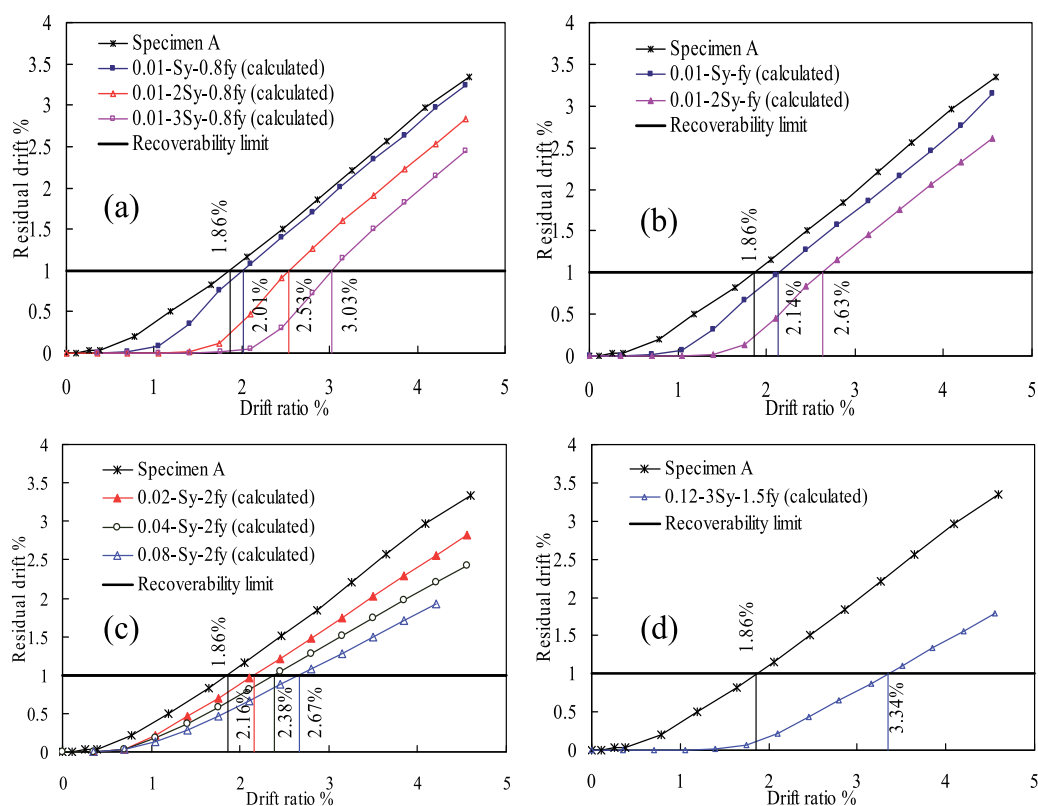 (a)
Residual drift %
4
3.5
3
2.5
2
1.5
1
0.5
0
Specimen A
0.01-Sy-0.8fy (calculated)
0.01-2Sy-0.8fy (calculated)
0.01-3Sy-0.8fy (calculated)
Recoverability limit
1.86%
2.01%
2.53%
3.03%
0 1 2 3 4 5
Drift ratio %
(b)
Residual drift %
4
3.5
3
2.5
2
1.5
1
0.5
0
Specimen A
0.01-Sy-fy (calculated)
0.01-2Sy-fy (calculated)
Recoverability limit
1.86%
2.14%
2.63%
0 1 2 3 4 5
Drift ratio %
(c)
Residual drift %
4
3.5
3
2.5
2
1.5
1
0.5
0
Specimen A
0.02-Sy-2fy (calculated)
0.04-Sy-2fy (calculated)
0.08-Sy-2fy (calculated)
Recoverability limit
1.86%
2.16%
2.38%
2.67%
0 1 2 3 4 5
Drift ratio %
(d)
Residual drift %
4
3.5
3
2.5
2
1.5
1
0.5
0
Specimen A
0.12-3Sy-1.5fy (calculated)
Recoverability limit
1.86%
3.34%
0 1 2 3 4 5
Drift ratio %